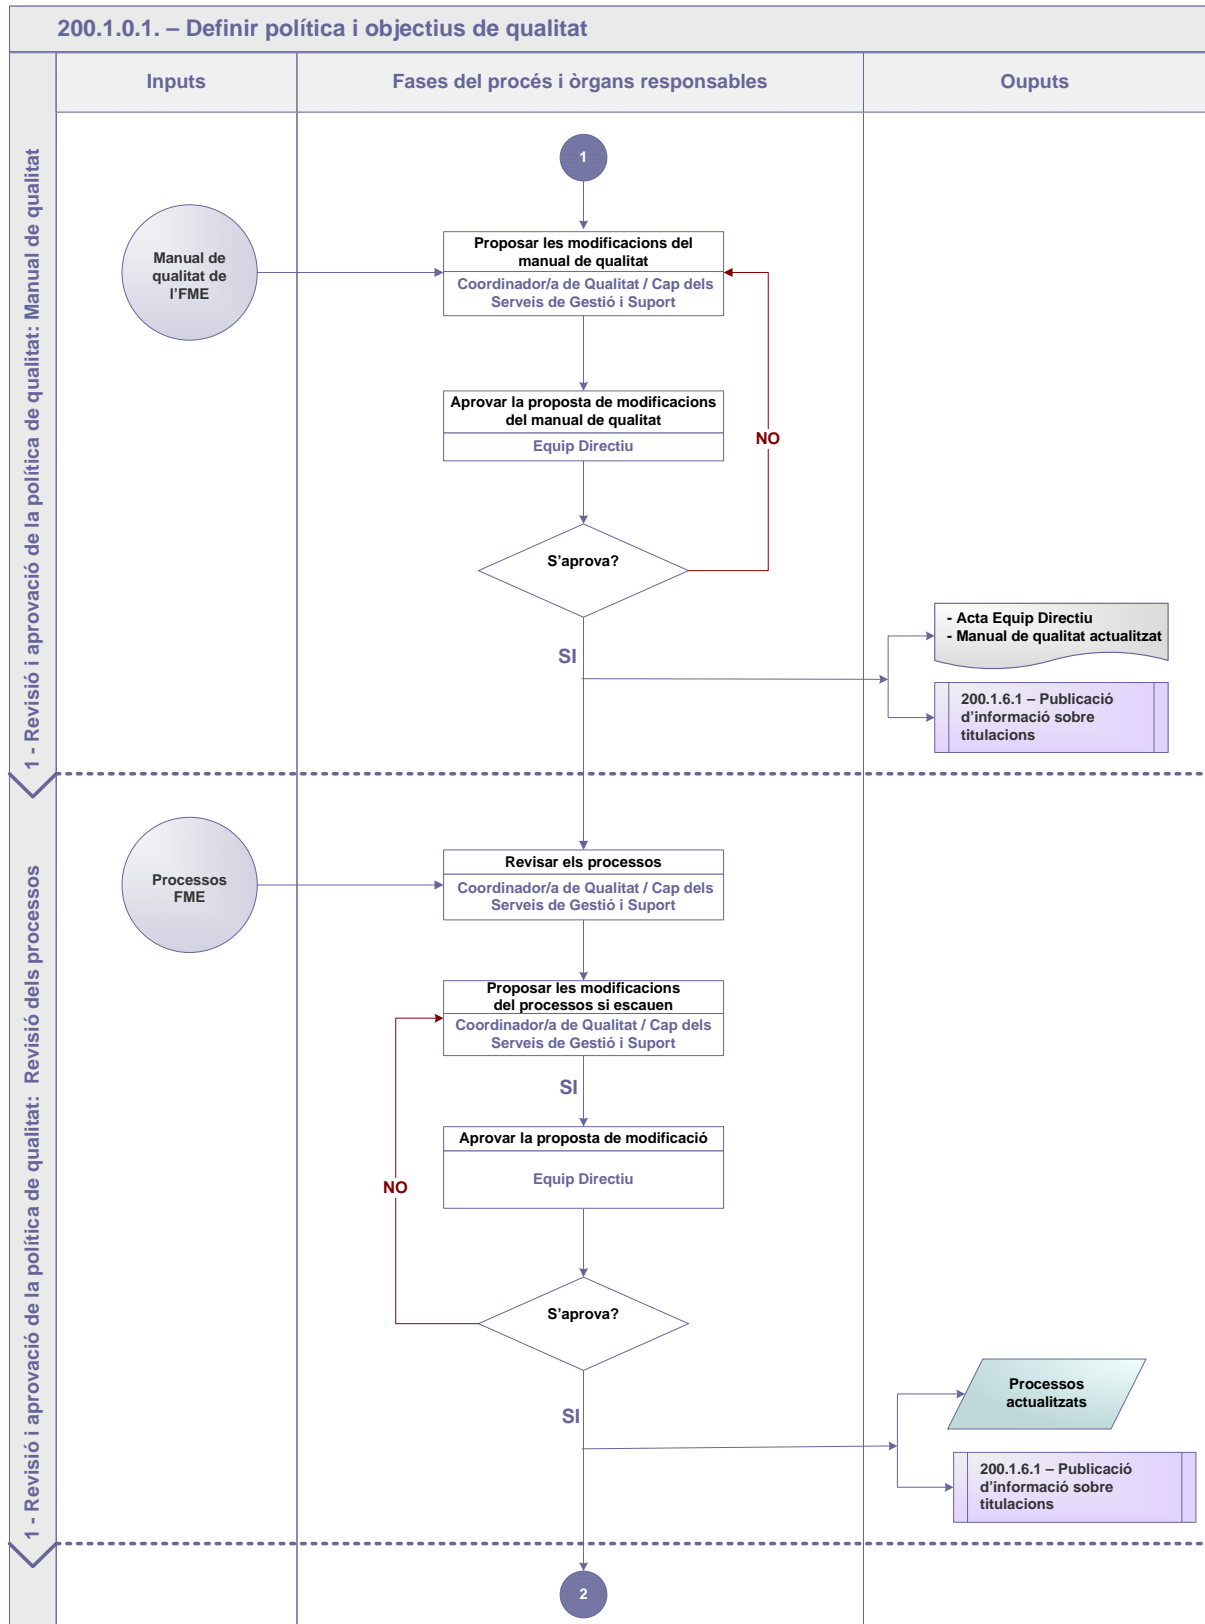 200.1.0.1. – Definir política i objectius de qualitat
Inputs
Fases del procés i òrgans responsables
Ouputs
1 - Revisió i aprovació de la política de qualitat: Manual de qualitat
1
Manual de
qualitat de
l’FME
Proposar les modificacions del
manual de qualitat
Coordinador/a de Qualitat / Cap dels
Serveis de Gestió i Suport
Aprovar la proposta de modificacions
del manual de qualitat
Equip Directiu
NO
S’aprova?
SI
- Acta Equip Directiu
- Manual de qualitat actualitzat
200.1.6.1 – Publicació
d’informació sobre
titulacions
1 - Revisió i aprovació de la política de qualitat: Revisió dels processos
Processos
FME
Revisar els processos
Coordinador/a de Qualitat / Cap dels
Serveis de Gestió i Suport
Proposar les modificacions
del processos si escauen
Coordinador/a de Qualitat / Cap dels
Serveis de Gestió i Suport
SI
Aprovar la proposta de modificació
Equip Directiu
NO
S’aprova?
SI
Processos
actualitzats
200.1.6.1 – Publicació
d’informació sobre
titulacions
2